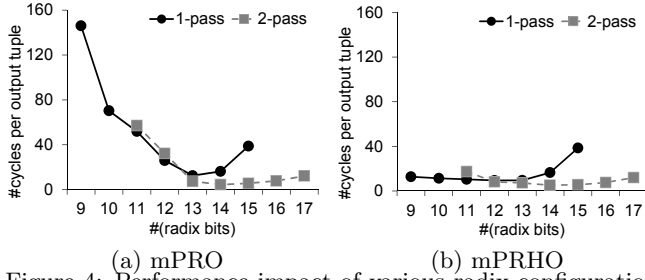 160
120
80
40
0
#cycles per output tuple
1-pass
2-pass
9 10 11 12 13 14 15 16 17
#(radix bits)
(a) mPRO
160
120
80
40
0
#cycles per output tuple
1-pass
2-pass
9 10 11 12 13 14 15 16 17
#(radix bits)
(b) mPRHO
Figure 4: Performance impact of various radix configuratio